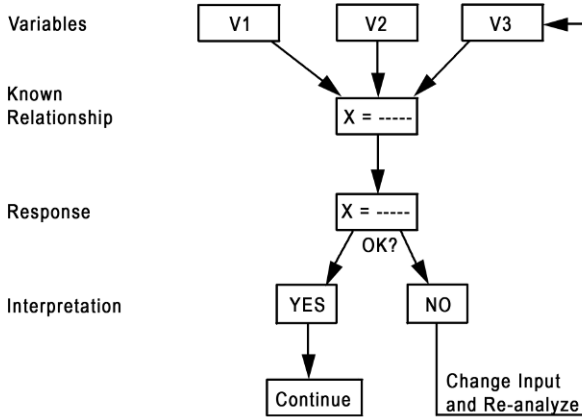 Variables
V1
V2
V3
Known
Relationship
X = -----
Response
X = -----
OK?
Interpretation
YES
NO
Continue
Change Input
and Re-analyze